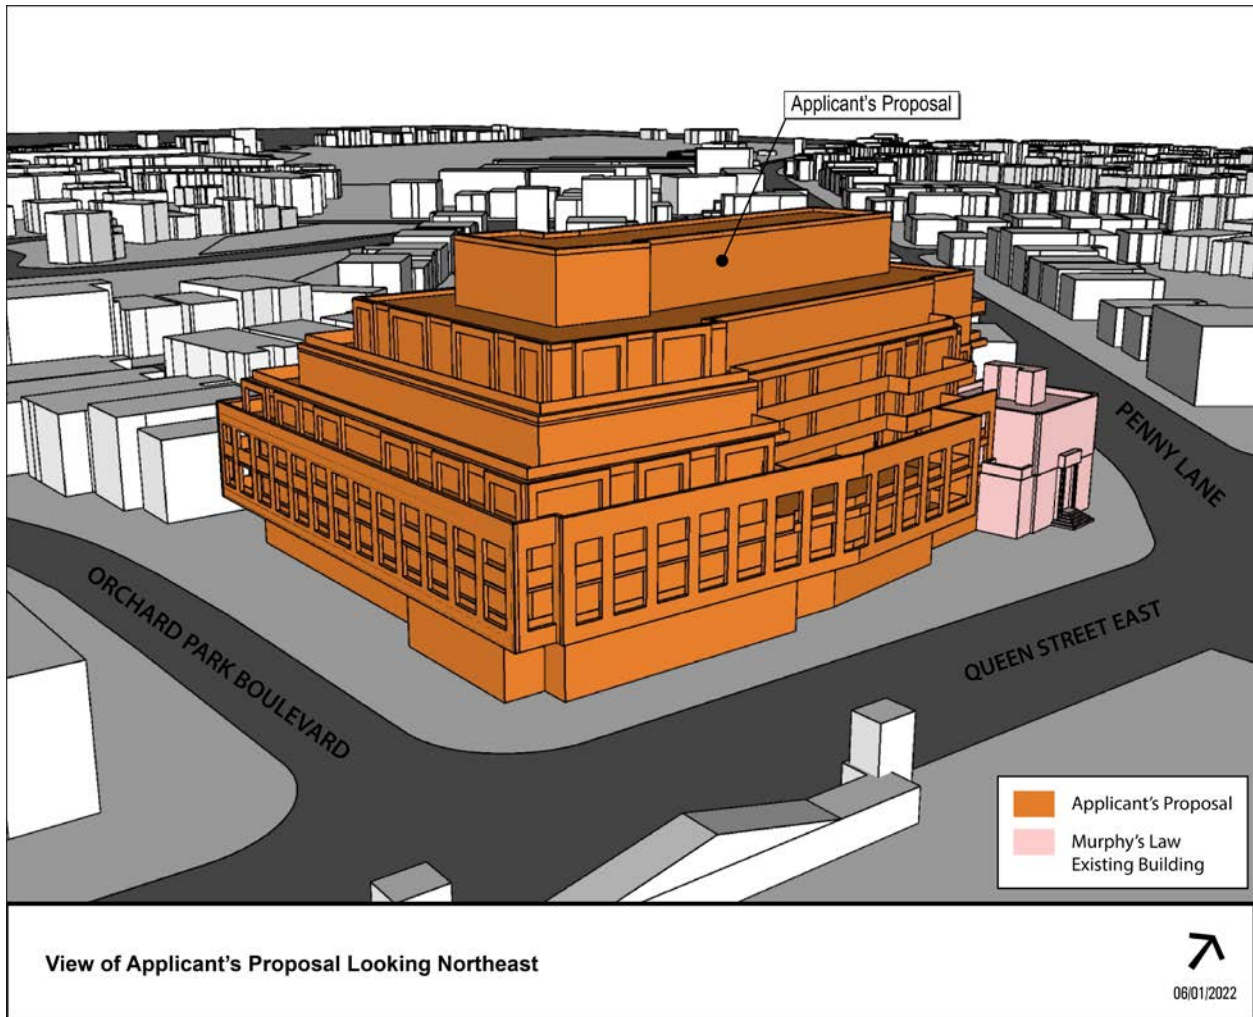 Applicant's Proposal
PENNY LANE
ORCHARD PARK BOULEVARD
QUEEN STREET EAST
Applicant's Proposal
Murphy's Law
Existing Building
View of Applicant's Proposal Looking Northeast
06/01/2022